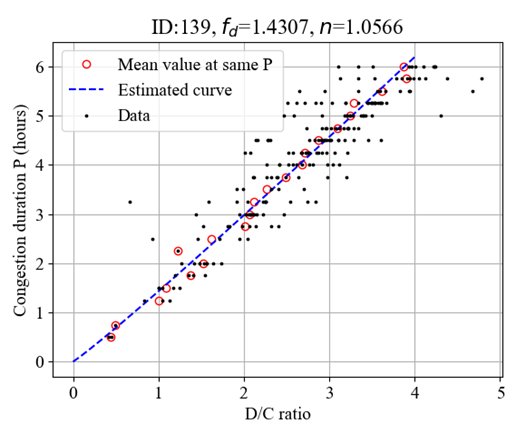 ID:139, f_d=1.4307, n=1.0566
Mean value at same P
Estimated curve
Data
Congestion duration P (hours)
6
5
4
3
2
1
0
0 1 2 3 4 5
D/C ratio